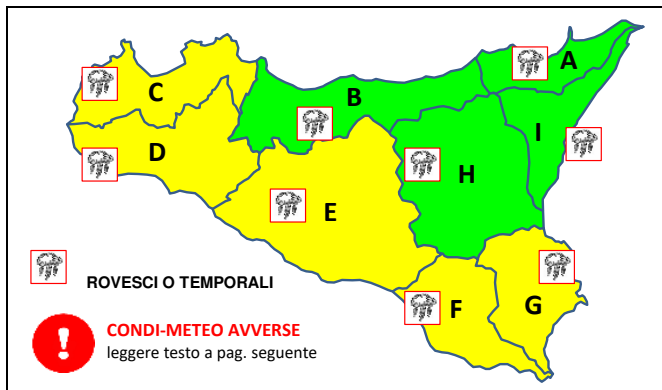 A
C
B
I
D
H
E
F
G
ROVESCI O TEMPORALI
CONDI-METEO AVVERSE
leggere testo a pag. seguente